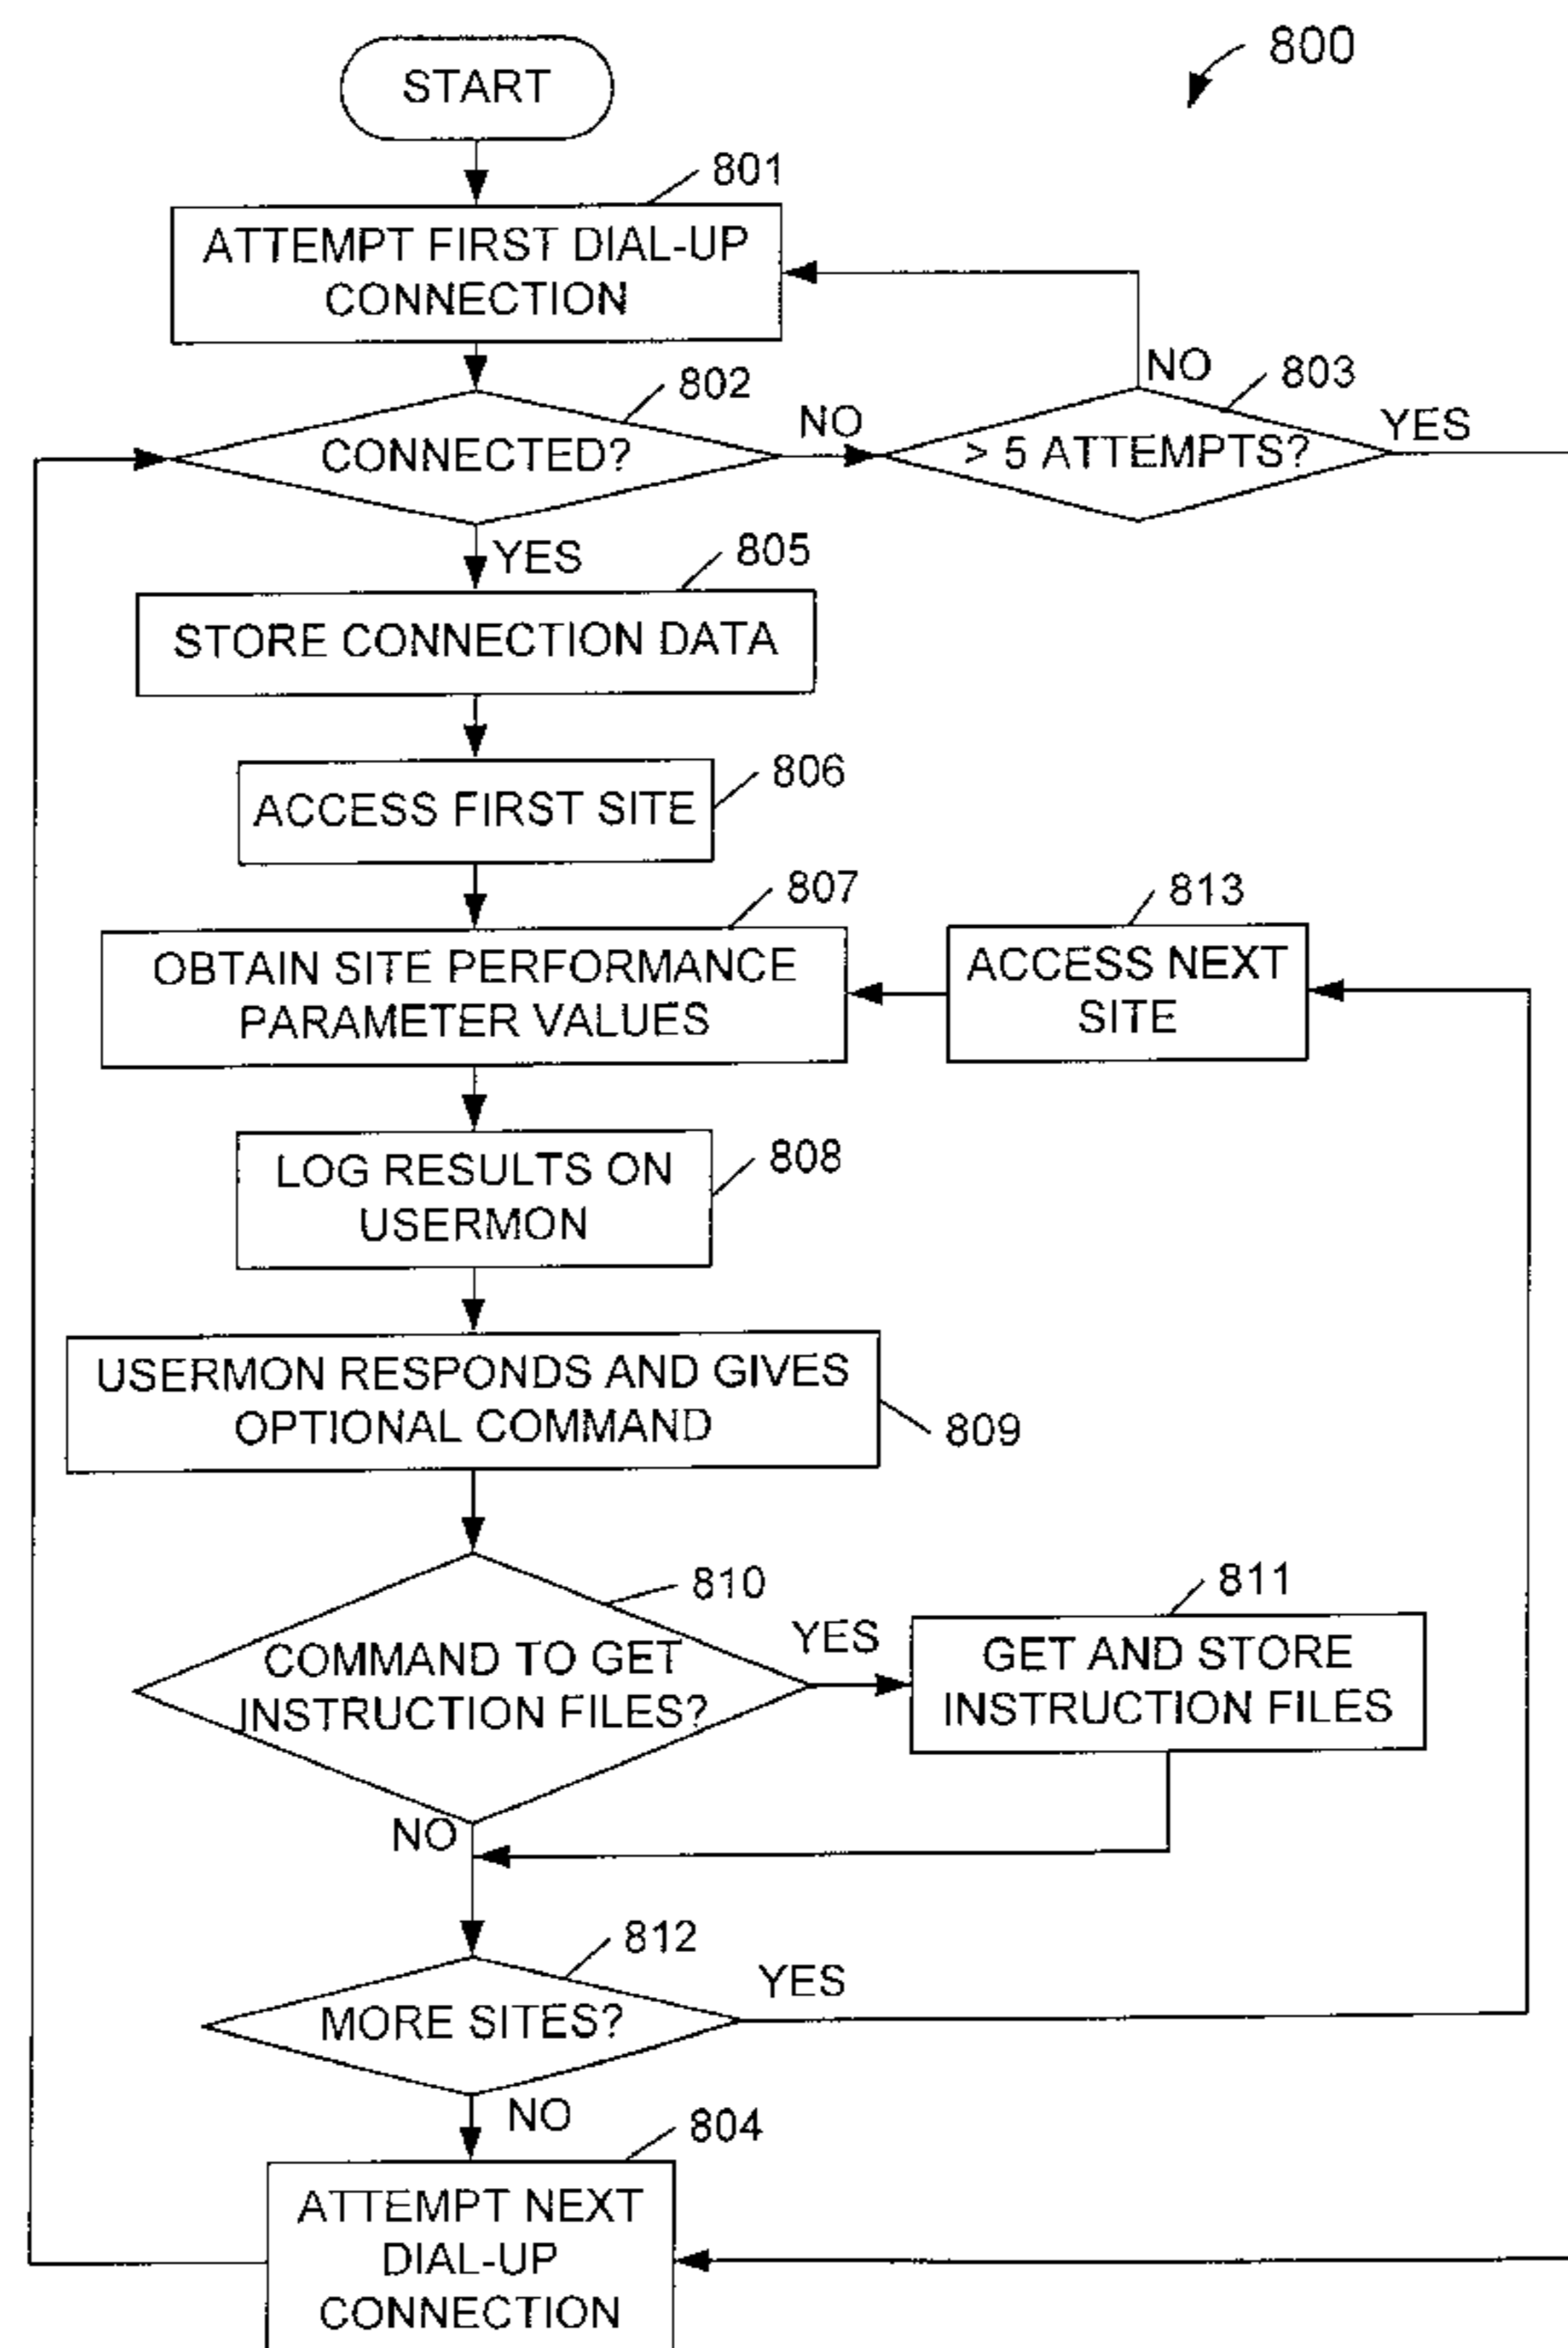 800
START
801
ATTEMPT FIRST DIAL-UP
CONNECTION
NO
802
803
CONNECTED?
NO
> 5 ATTEMPTS?
YES
YES
805
STORE CONNECTION DATA
806
ACCESS FIRST SITE
807
813
OBTAIN SITE PERFORMANCE
PARAMETER VALUES
ACCESS NEXT
SITE
LOG RESULTS ON
USERMON
808
USERMON RESPONDS AND GIVES
OPTIONAL COMMAND
809
810
811
COMMAND TO GET
INSTRUCTION FILES?
YES
GET AND STORE
INSTRUCTION FILES
NO
812
MORE SITES?
YES
NO
804
ATTEMPT NEXT
DIAL-UP
CONNECTION